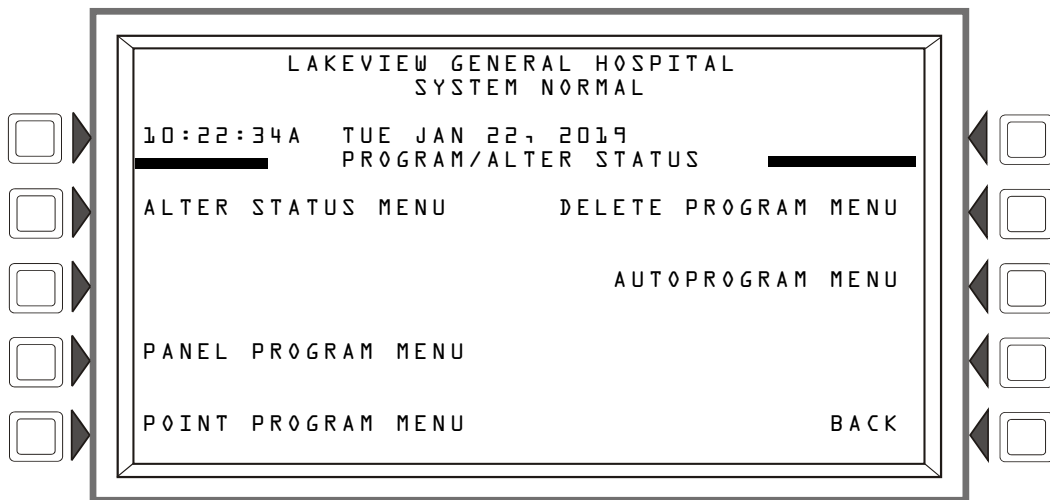 LAKEVIEW GENERAL HOSPITAL
SYSTEM NORMAL
10:22:34A TUE JAN 22, 2019
PROGRAM/ALTER STATUS
ALTER STATUS MENU DELETE PROGRAM MENU
AUTOPROGRAM MENU
PANEL PROGRAM MENU
POINT PROGRAM MENU BACK